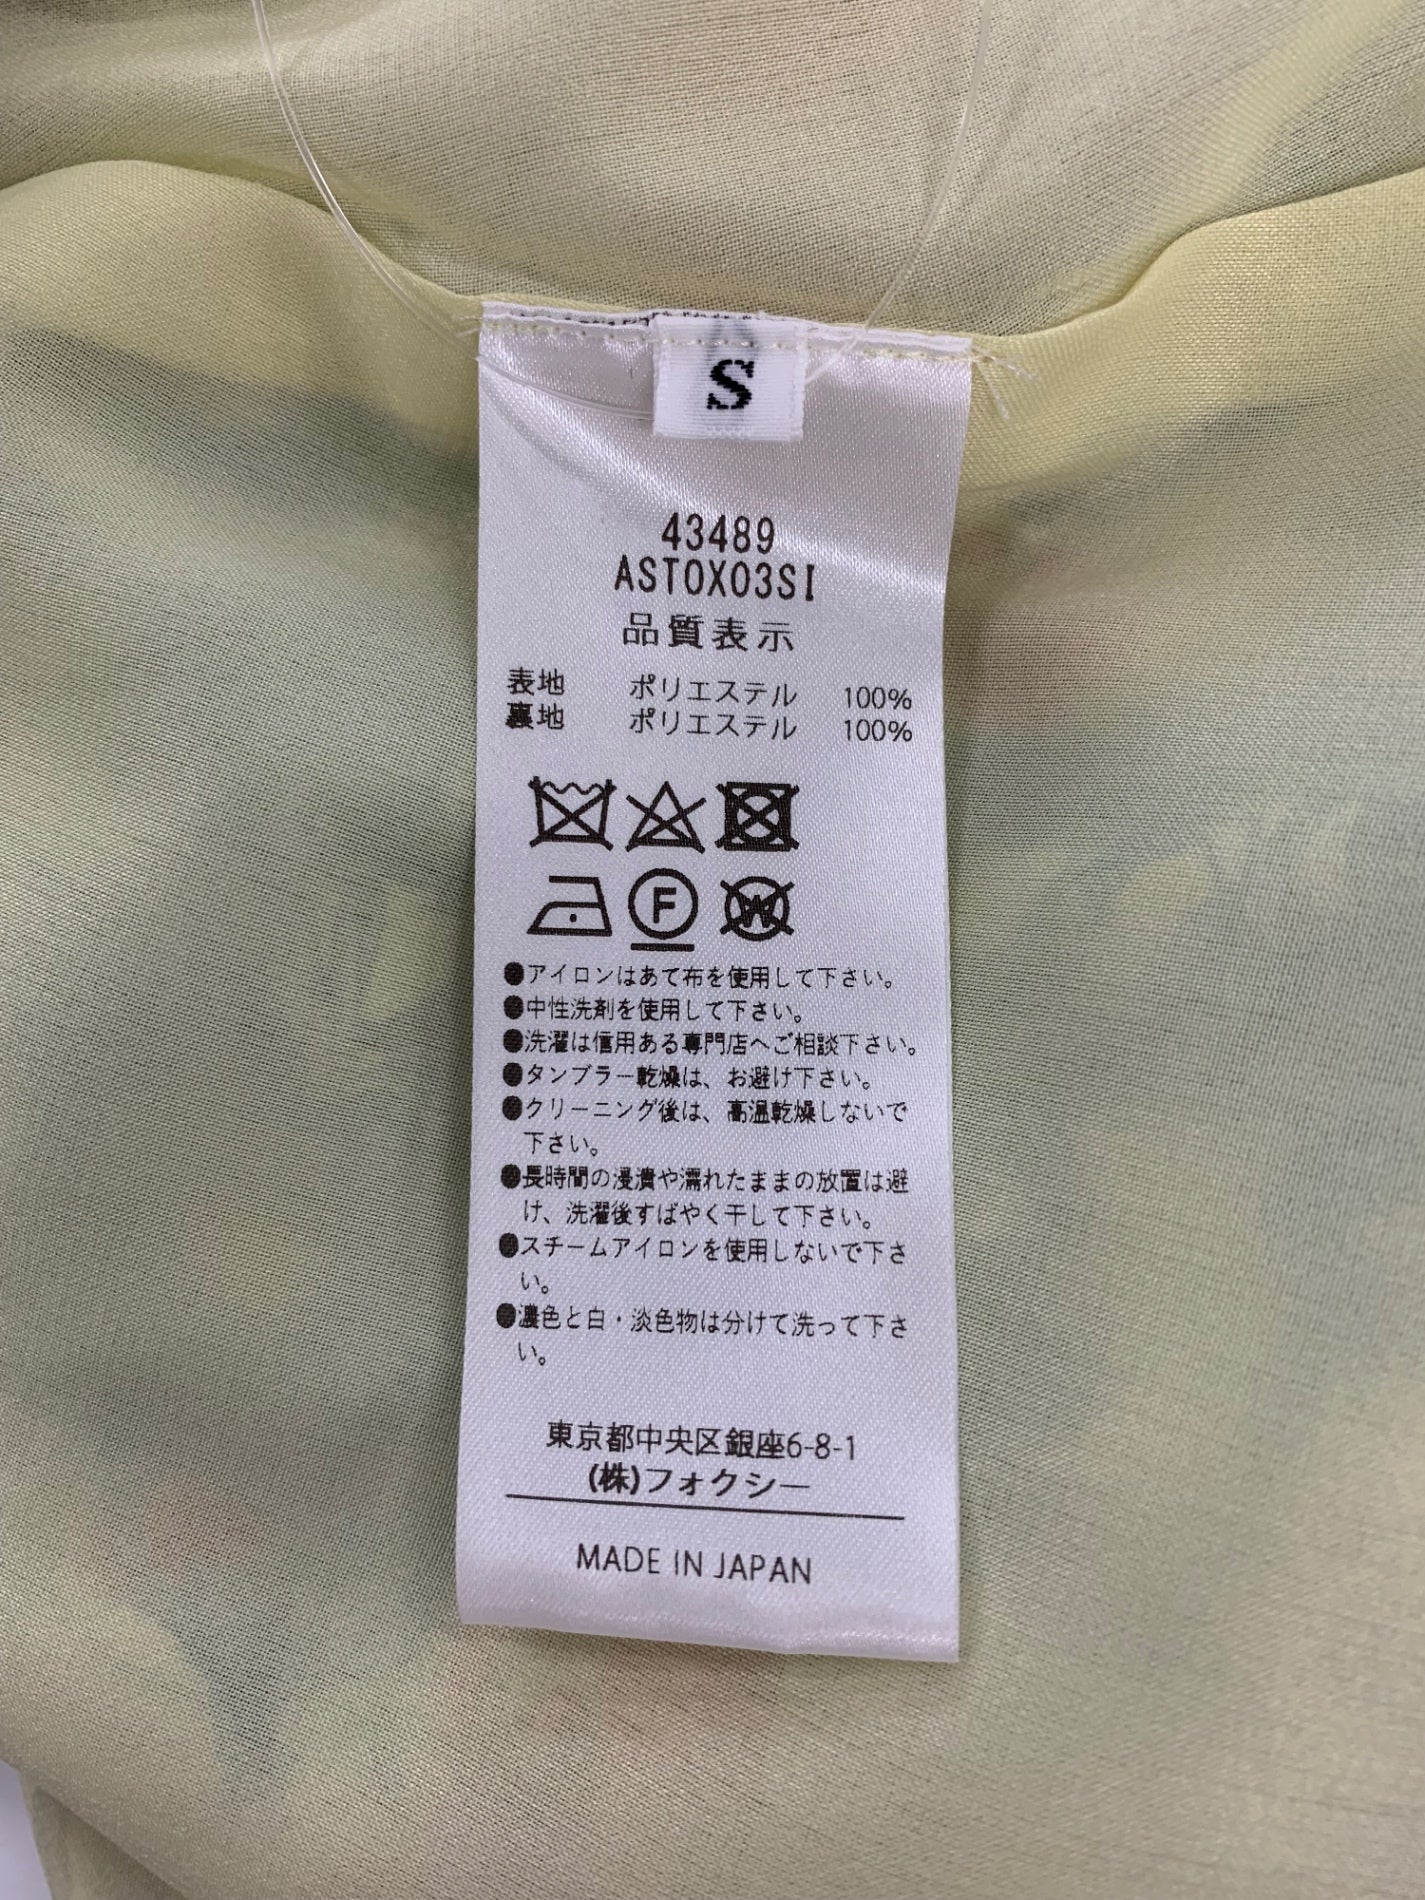 S
43489
AST0X03SI
品質表示
表地 ポリエステル 100%
裏地 ポリエステル 100%
F
W
●アイロンはあて布を使用して下さい。
●中性洗剤を使用して下さい。
●洗濯は信用ある専門店へご相談下さい。
●タンブラー乾燥は、お避け下さい。
●クリーニング後は、高温乾燥しないで
下さい。
●長時間の浸漬や濡れたままの放置は避
け、洗濯後すばやく干して下さい。
●スチームアイロンを使用しないで下さ
い。
●濃色と白・淡色物は分けて洗って下さ
い。
東京都中央区銀座6-8-1
(株)フォクシー
MADE IN JAPAN